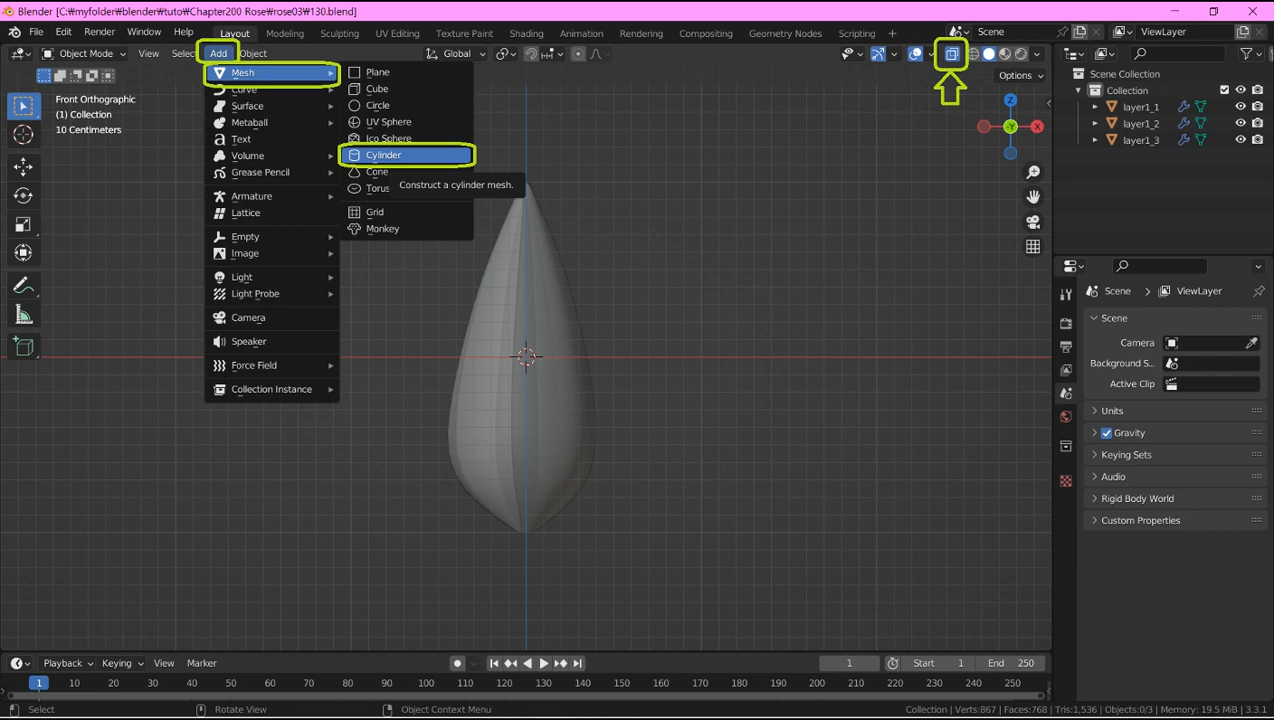 Blender [C:₩myfolder₩blender₩tuto₩Chapter200 Rose₩rose03₩130.blend]
File Edit Render Window Help Layout Modeling Sculpting UV Editing Texture Paint Shading Animation Rendering Compositing Geometry Nodes Scripting + Scene ViewLayer
Object Mode View Select Add Object Global
Options
Front Orthographic
(1) Collection
10 Centimeters
Mesh
Curve
Surface
Metaball
Text
Volume
Grease Pencil
Armature
Lattice
Empty
Image
Light
Light Probe
Camera
Speaker
Force Field
Collection Instance
Plane
Cube
Circle
UV Sphere
Ico Sphere
Cylinder
Cone
Torus
Grid
Monkey
Construct a cylinder mesh.
Z
Y
X
Scene Collection
Collection
layer1_1
layer1_2
layer1_3
Scene > ViewLayer
Scene
Camera
Background S...
Active Clip
Units
Gravity
Keying Sets
Audio
Rigid Body World
Custom Properties
Playback Keying View Marker 1 Start 1 End 250
1 10 20 30 40 50 60 70 80 90 100 110 120 130 140 150 160 170 180 190 200 210 220 230 240 250
Select Rotate View Object Context Menu Collection | Verts:867 | Faces:768 | Tris:1,536 | Objects:0/3 | Memory: 19.5 MiB | 3.3.1